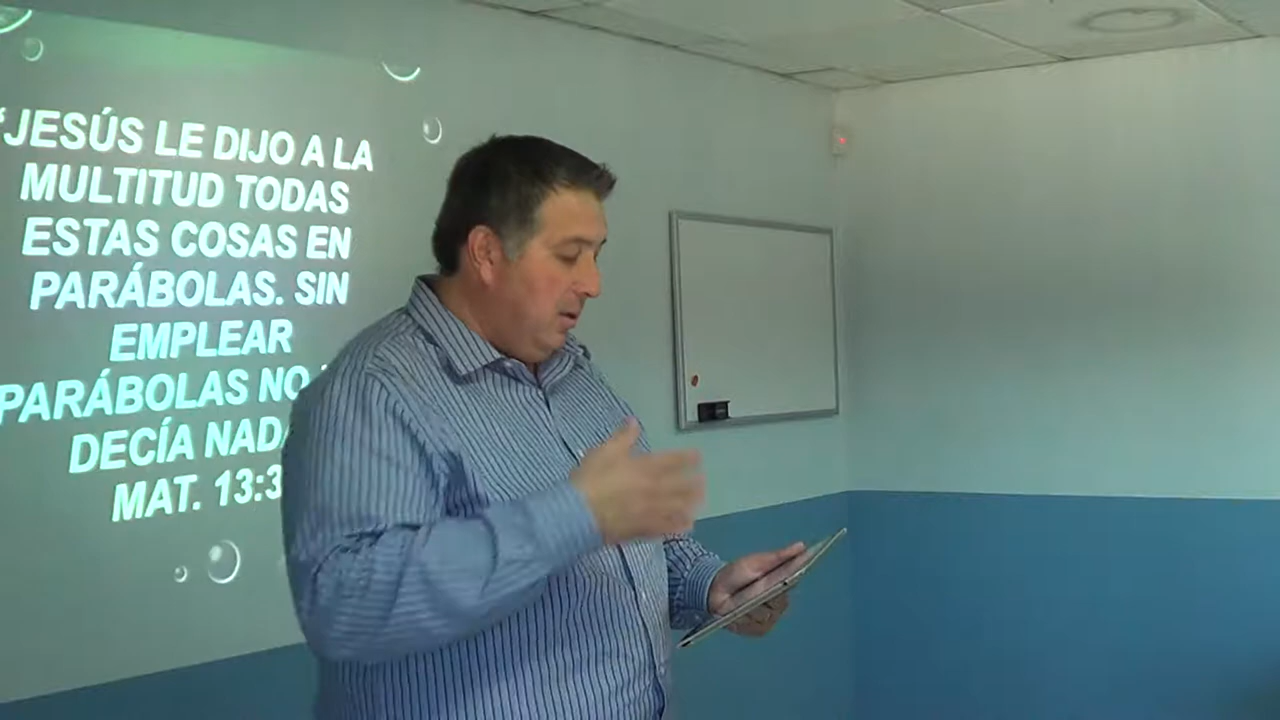 “JESÚS LE DIJO A LA
MULTITUD TODAS
ESTAS COSAS EN
PARÁBOLAS. SIN
EMPLEAR
PARÁBOLAS NO
DECÍA NADA
MAT. 13:3